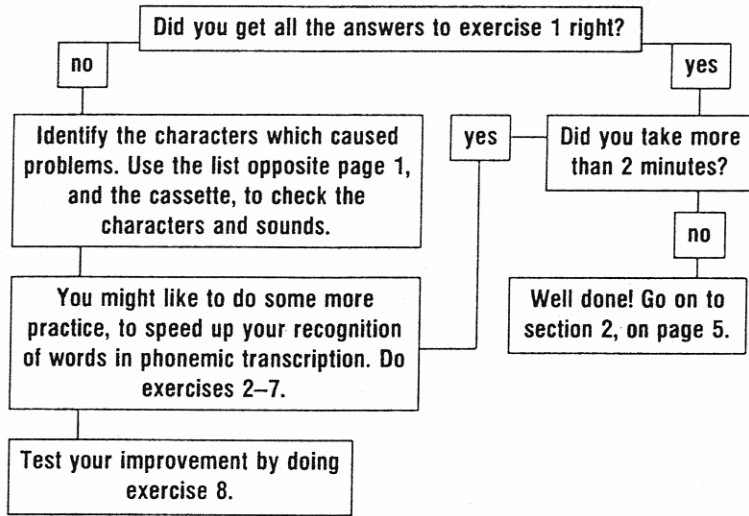 Did you get all the answers to exercise 1 right?
no
yes
Identify the characters which caused
problems. Use the list opposite page 1,
and the cassette, to check the
characters and sounds.
yes
Did you take more
than 2 minutes?
no
You might like to do some more
practice, to speed up your recognition
of words in phonemic transcription. Do
exercises 2–7.
Well done! Go on to
section 2, on page 5.
Test your improvement by doing
exercise 8.